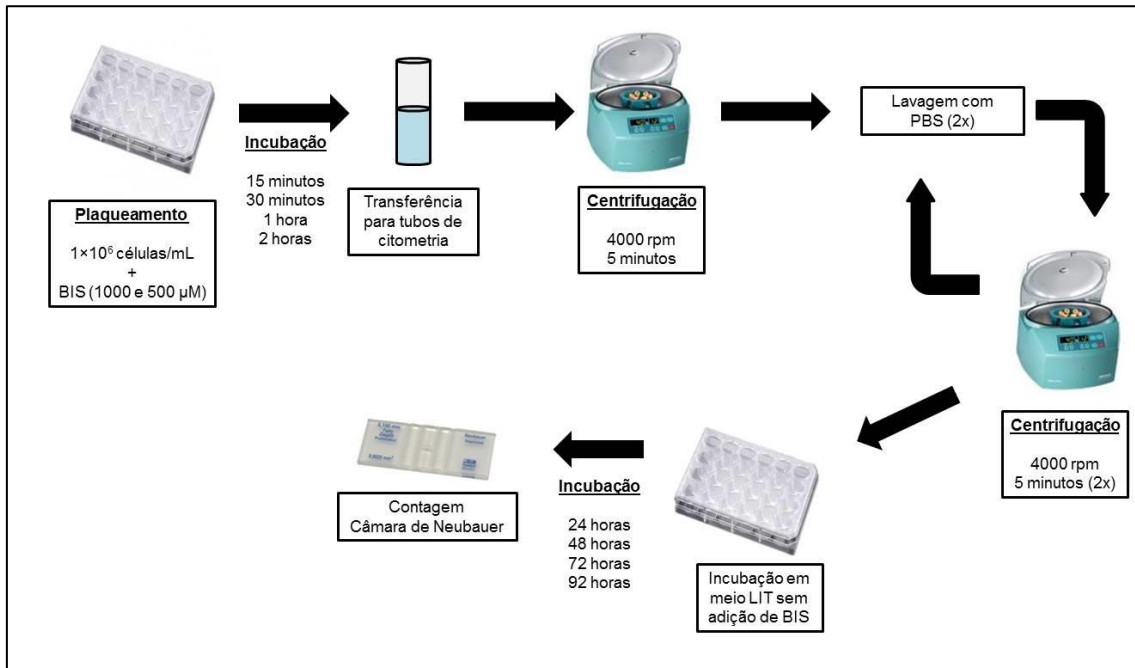 Plaqueamento
1×10⁶ células/mL
+
BIS (1000 e 500 µM)
Incubação
15 minutos
30 minutos
1 hora
2 horas
Transferência
para tubos de
citometria
Centrifugação
4000 rpm
5 minutos
Lavagem com
PBS (2x)
Centrifugação
4000 rpm
5 minutos (2x)
Incubação em
meio LIT sem
adição de BIS
Incubação
24 horas
48 horas
72 horas
92 horas
Contagem
Câmara de Neubauer